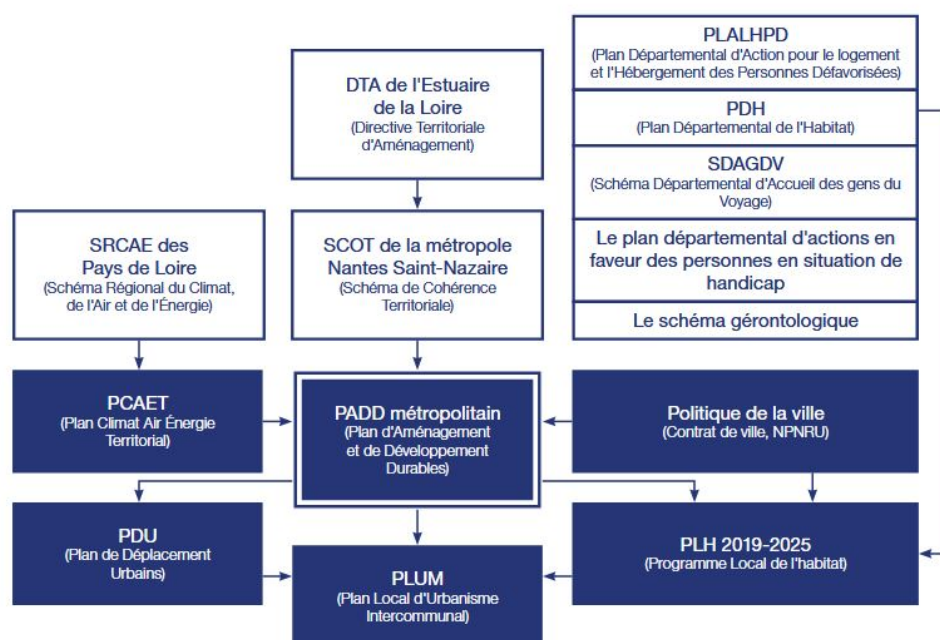 DTA de l'Estuaire
de la Loire
(Directive Territoriale
d'Aménagement)
PLALHPD
(Plan Départemental d'Action pour le logement
et l'Hébergement des Personnes Défavorisées)
PDH
(Plan Départemental de l'Habitat)
SDAGDV
(Schéma Départemental d'Accueil des gens du
Voyage)
Le plan départemental d'actions en
faveur des personnes en situation de
handicap
Le schéma gérontologique
SRCAE des
Pays de Loire
(Schéma Régional du Climat,
de l'Air et de l'Énergie)
SCOT de la métropole
Nantes Saint-Nazaire
(Schéma de Cohérence
Territoriale)
PCAET
(Plan Climat Air Énergie
Territorial)
PADD métropolitain
(Plan d'Aménagement
et de Développement
Durables)
Politique de la ville
(Contrat de ville, NPNRU)
PDU
(Plan de Déplacement
Urbains)
PLUM
(Plan Local d'Urbanisme
Intercommunal)
PLH 2019-2025
(Programme Local de l'habitat)